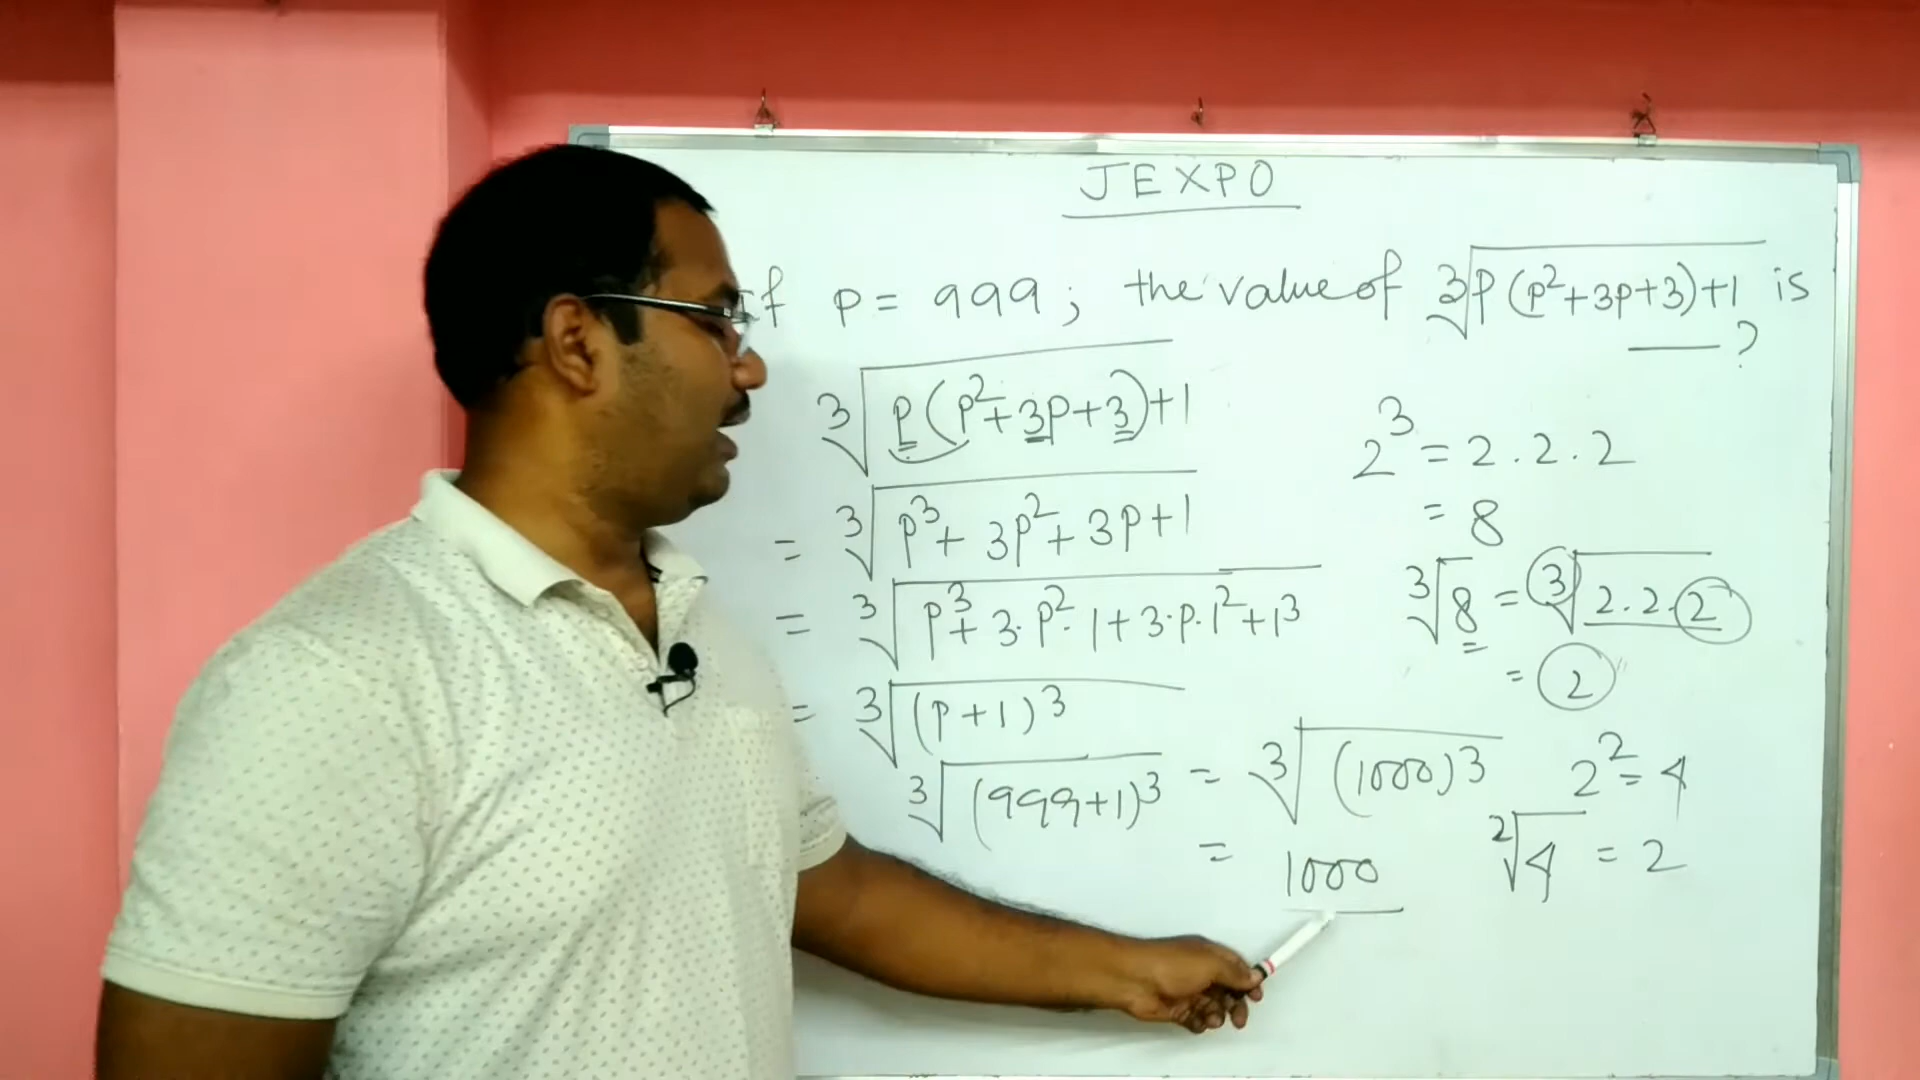 JEXPO
If p = 999; the value of ∛(p(p²+3p+3)+1) is
___?
∛(p(p²+3p+3)+1)
= ∛(p³+3p²+3p+1)
= ∛(p³+3·p²·1+3·p·1²+1³)
= ∛((p+1)³)
∛((999+1)³) = ∛((1000)³)
= 1000
2³ = 2.2.2
= 8
∛8 = ∛(2.2.2)
= 2
2² = 4
²√4 = 2